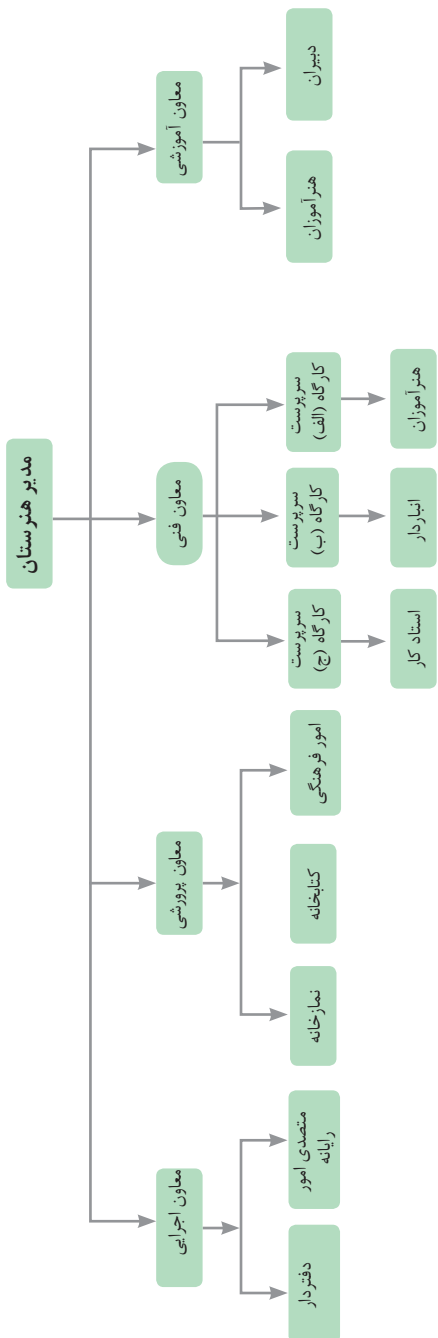 مدیر هنرستان
معاون آموزشی
معاون فنی
معاون پرورشی
معاون اجرایی
دبیران
هنرآموزان
سرپرست
کارگاه (الف)
سرپرست
کارگاه (ب)
سرپرست
کارگاه (ج)
امور فرهنگی
کتابخانه
نمازخانه
متصدی امور
رایانه
دفتردار
هنرآموزان
انباردار
استاد کار